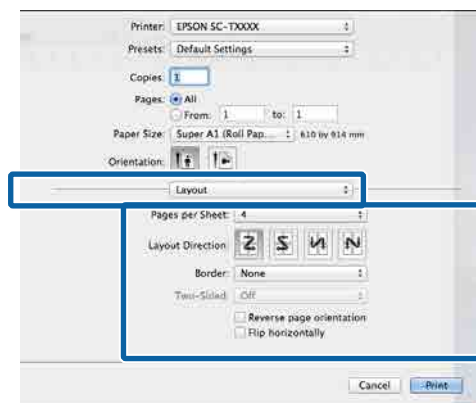 Printer: EPSON SC-TXXXX
Presets: Default Settings
Copies: 1
Pages: All
From: 1 to: 1
Paper Size: Super A1 (Roll Pap... 610 by 914 mm
Orientation:
Layout
Pages per Sheet: 4
Layout Direction
Border: None
Two-Sided: Off
Reverse page orientation
Flip horizontally
Cancel Print